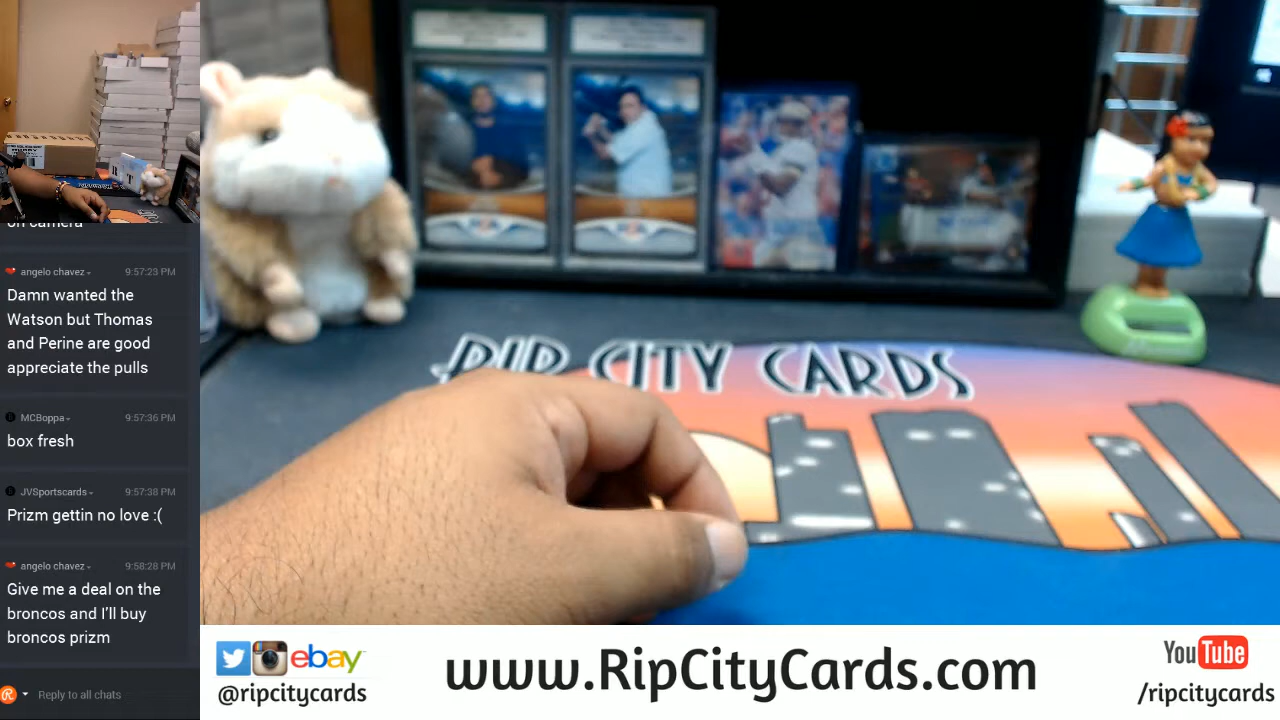 on camera
angelo chavez 9:57:23 PM
Damn wanted the
Watson but Thomas
and Perine are good
appreciate the pulls
MCBoppa 9:57:36 PM
box fresh
JVSportscards 9:57:38 PM
Prizm gettin no love :(
angelo chavez 9:58:28 PM
Give me a deal on the
broncos and I'll buy
broncos prizm
Reply to all chats
RIP CITY CARDS
ebay
@ripcitycards
www.RipCityCards.com
YouTube
/ripcitycards